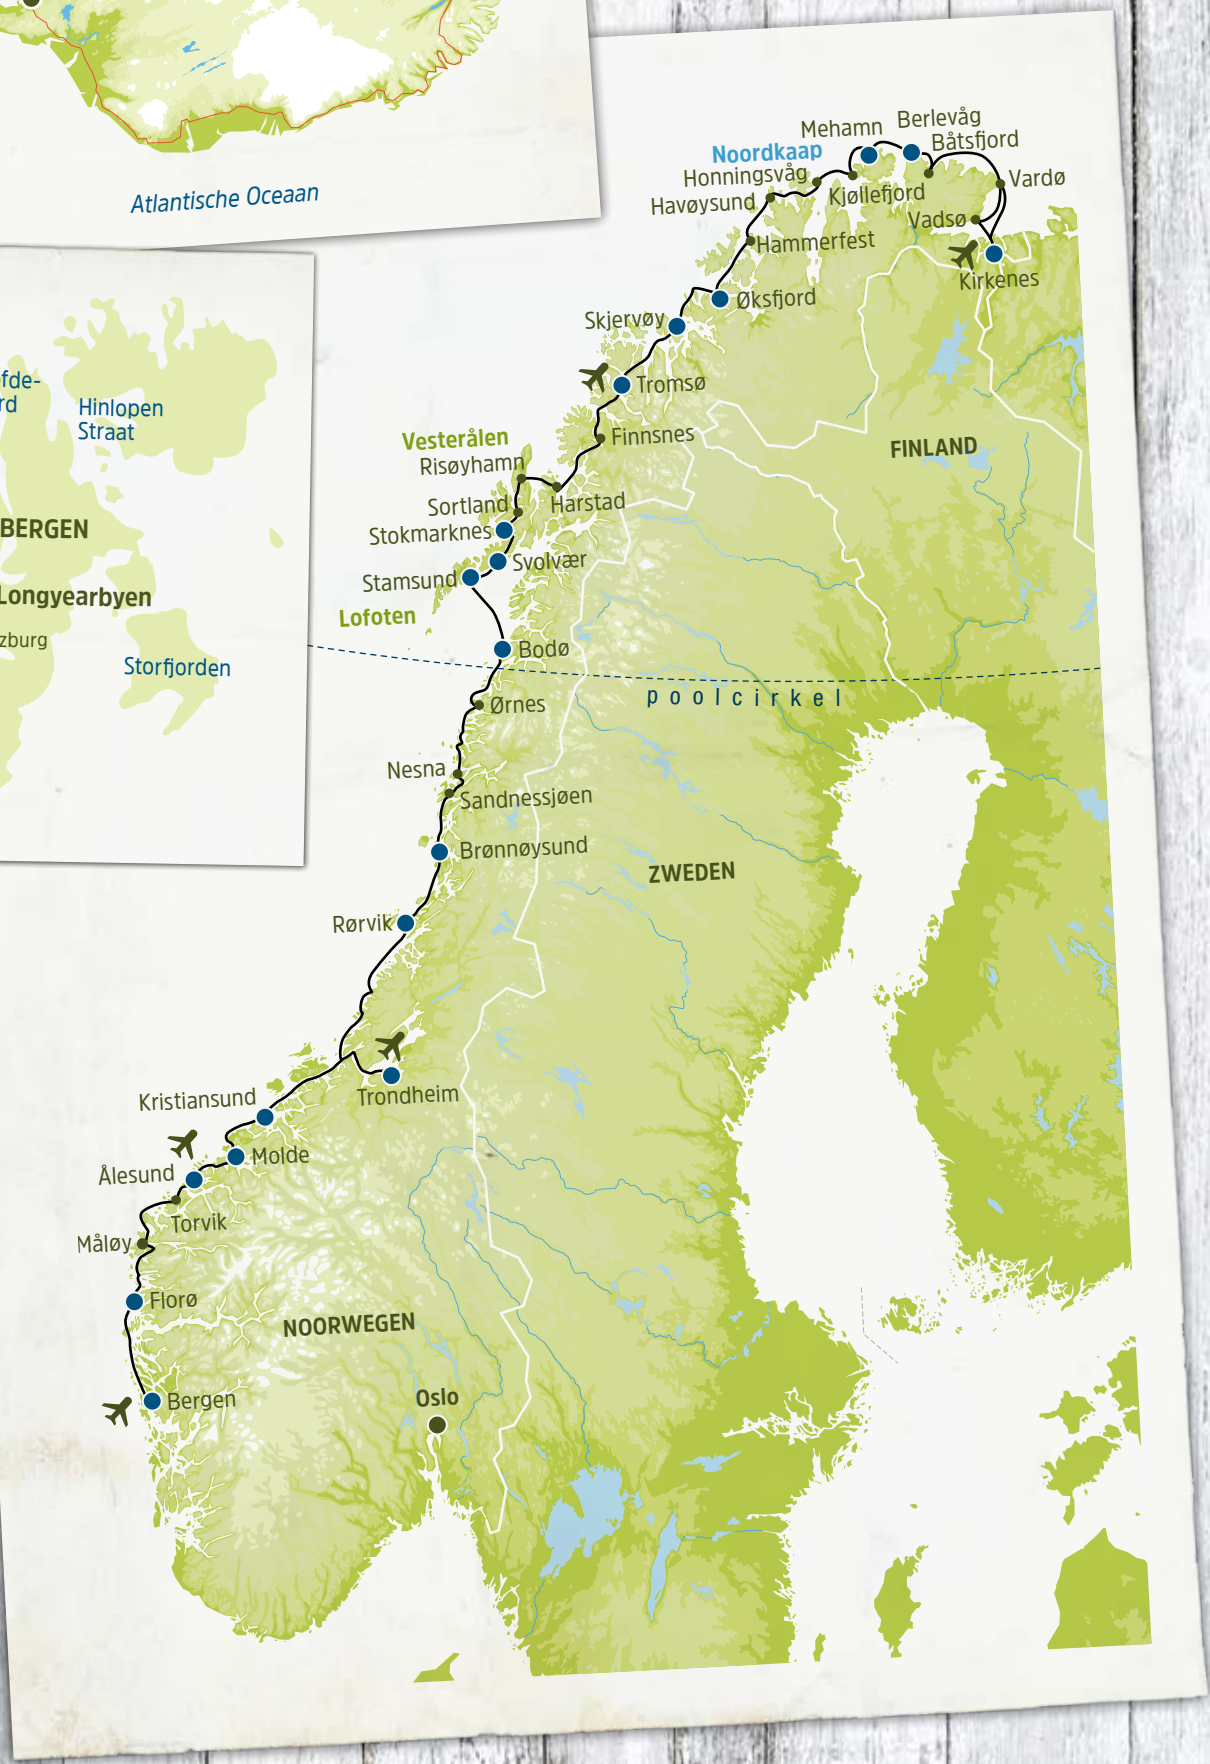 Atlantische Oceaan
fde-
rd
Hinlopen
Straat
BERGEN
Longyearbyen
zburg
Storfjorden
Mehamn
Berlevåg
Noordkaap
Båtsfjord
Honningsvåg
Kjøllefjord
Vardø
Havøysund
Vadsø
Hammerfest
Kirkenes
Øksfjord
Skjervøy
Tromsø
Finnsnes
FINLAND
Vesterålen
Risøyhamn
Harstad
Sortland
Stokmarknes
Svolvær
Stamsund
Lofoten
Bodø
poolcirkel
Ørnes
Nesna
Sandnessjøen
Brønnøysund
ZWEDEN
Rørvik
Trondheim
Kristiansund
Molde
Ålesund
Torvik
Måløy
Florø
NOORWEGEN
Bergen
Oslo